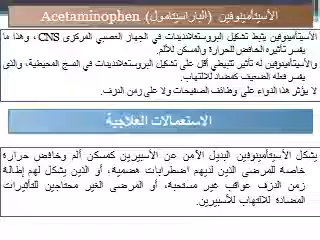 الأسيتأمينوفين (الباراسيتامول) Acetaminophen
الأسيتأمينوفين يثبط تشكيل البروستغلاندينات في الجهاز العصبي المركزي CNS، وهذا ما
يفسر تأثيره الخافض للحرارة والمسكن للألم.
والأسيتأمينوفين له تأثير تثبيطي أقل على تشكيل البروستغلاندينات في النسج المحيطية، والذي
يفسر فعله الضعيف كمضاد للالتهاب.
لا يؤثر هذا الدواء على وظائف الصفيحات ولا على زمن النزف.
الاستعمالات العلاجية
يشكل الأسيتأمينوفين البديل الآمن عن الأسبرين كمسكن ألم وخافض حرارة
خاصة للمرضى الذين لديهم اضطرابات هضمية، أو الذين يشكل لهم إطالة
زمن النزف عواقب غير مستحبة، أو المرضى الغير محتاجين للتأثيرات
المضادة للالتهاب للأسبرين.